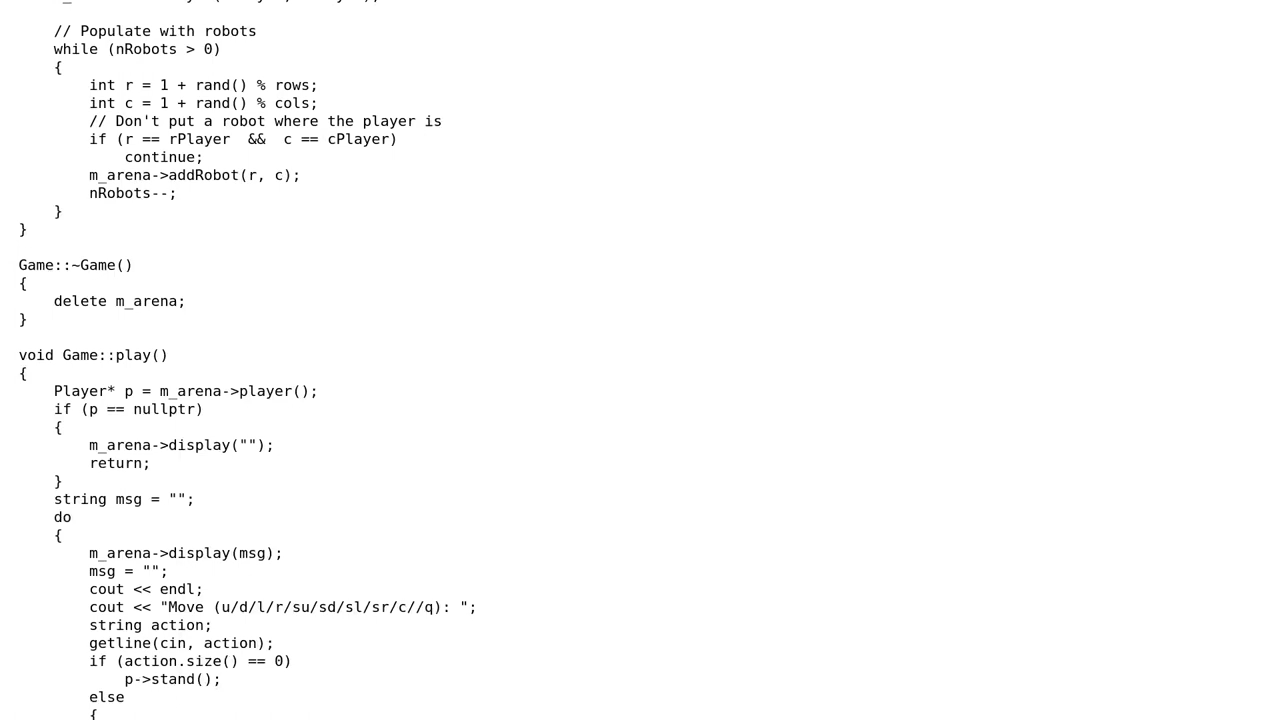 // Populate with robots
    while (nRobots > 0)
    {
        int r = 1 + rand() % rows;
        int c = 1 + rand() % cols;
        // Don't put a robot where the player is
        if (r == rPlayer  &&  c == cPlayer)
            continue;
        m_arena->addRobot(r, c);
        nRobots--;
    }
}

Game::~Game()
{
    delete m_arena;
}

void Game::play()
{
    Player* p = m_arena->player();
    if (p == nullptr)
    {
        m_arena->display("");
        return;
    }
    string msg = "";
    do
    {
        m_arena->display(msg);
        msg = "";
        cout << endl;
        cout << "Move (u/d/l/r/su/sd/sl/sr/c//q): ";
        string action;
        getline(cin, action);
        if (action.size() == 0)
            p->stand();
        else
        {